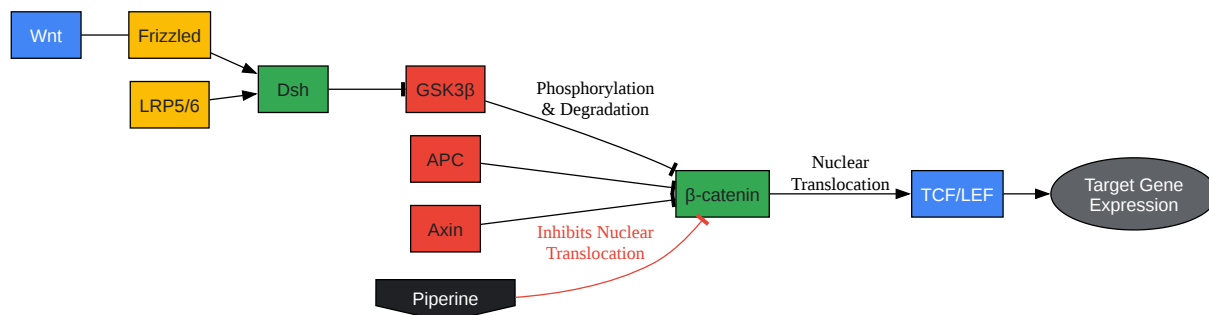 Wnt
Frizzled
LRP5/6
Dsh
GSK3β
APC
Axin
Piperine
Phosphorylation
& Degradation
Inhibits Nuclear
Translocation
β-catenin
Nuclear
Translocation
TCF/LEF
Target Gene
Expression